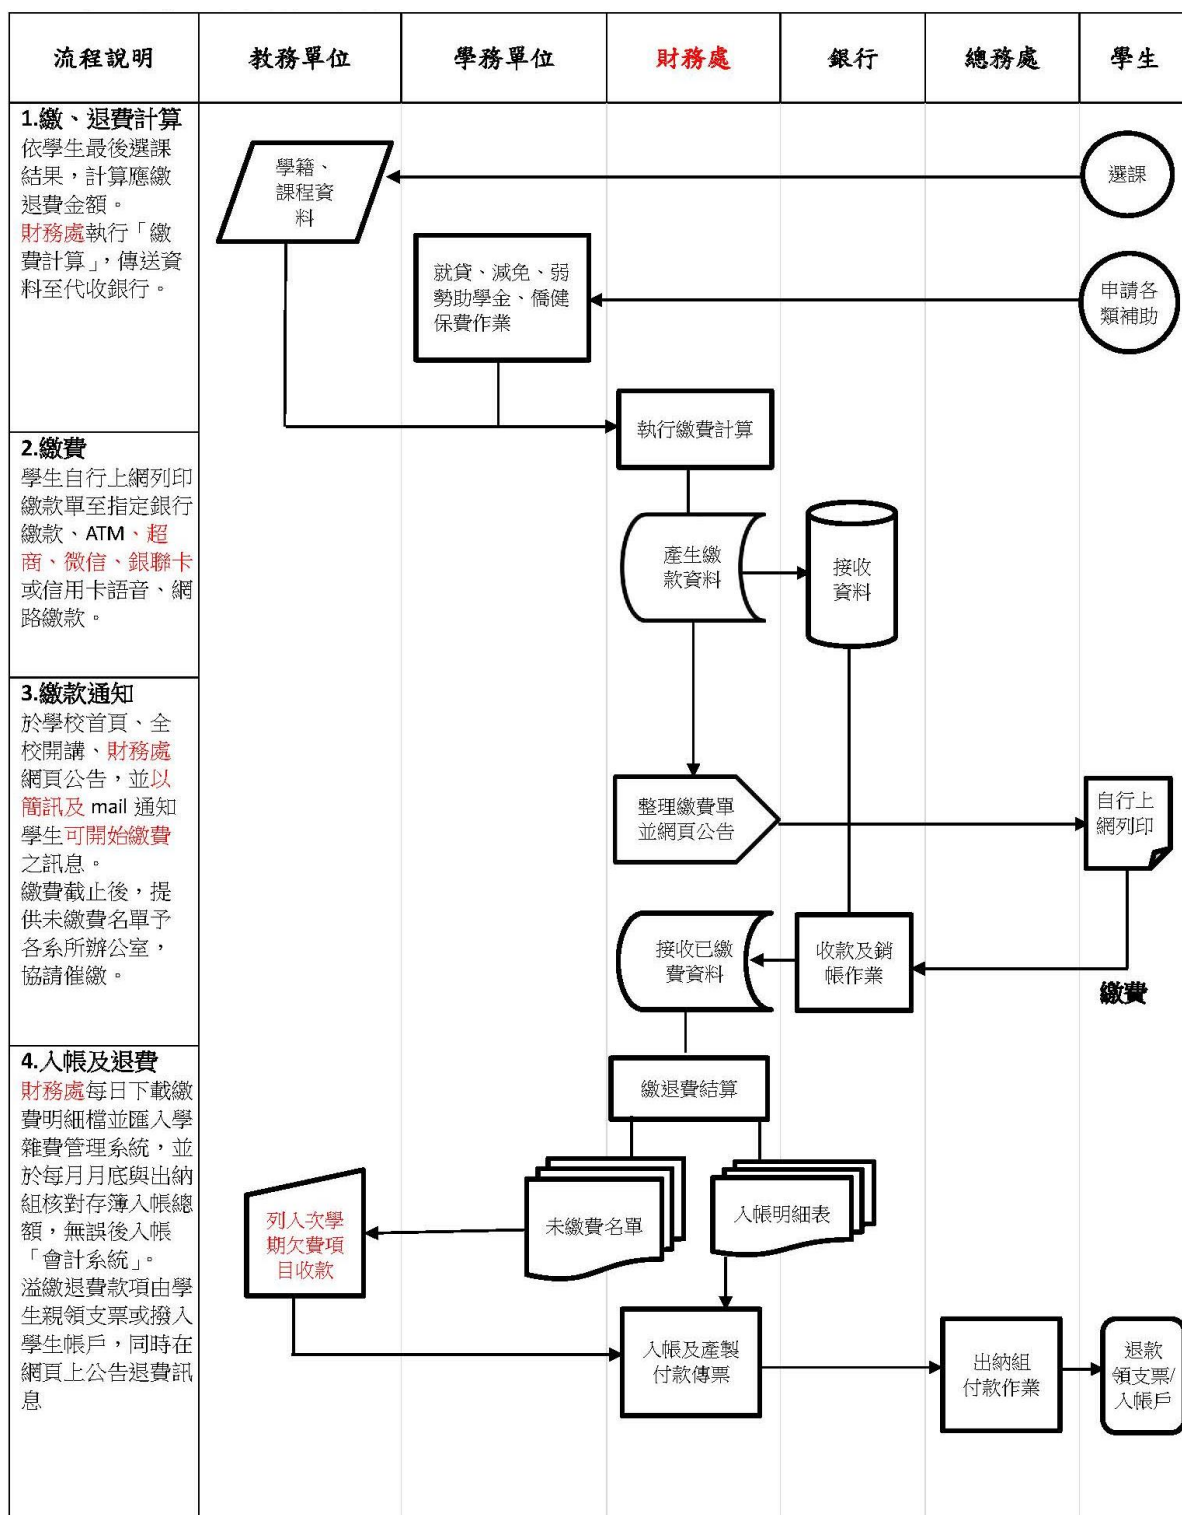 流程說明
教務單位
學務單位
財務處
銀行
總務處
學生
1.繳、退費計算
依學生最後選課
結果，計算應繳
退費金額。
財務處執行「繳
費計算」，傳送資
料至代收銀行。
學籍、
課程資
料
選課
就貸、減免、弱
勢助學金、僑健
保費作業
申請各
類補助
執行繳費計算
2.繳費
學生自行上網列印
繳款單至指定銀行
繳款、ATM、超
商、微信、銀聯卡
或信用卡語音、網
路繳款。
產生繳
款資料
接收
資料
3.繳款通知
於學校首頁、全
校開講、財務處
網頁公告，並以
簡訊及 mail 通知
學生可開始繳費
之訊息。
繳費截止後，提
供未繳費名單予
各系所辦公室，
協請催繳。
整理繳費單
並網頁公告
自行上
網列印
接收已繳
費資料
收款及銷
帳作業
繳費
4.入帳及退費
財務處每日下載繳
費明細檔並匯入學
雜費管理系統，並
於每月月底與出納
組核對存簿入帳總
額，無誤後入帳
「會計系統」。
溢繳退費款項由學
生親領支票或撥入
學生帳戶，同時在
網頁上公告退費訊
息
繳退費結算
列入次學
期欠費項
目收款
未繳費名單
入帳明細表
入帳及產製
付款傳票
出納組
付款作業
退款
領支票/
入帳戶